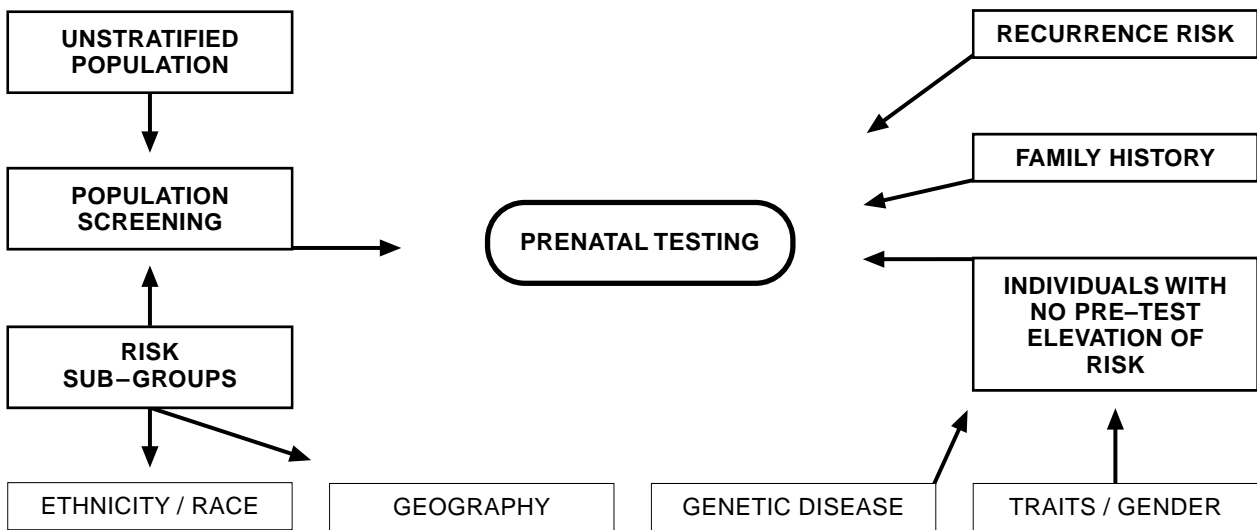 UNSTRATIFIED
POPULATION
RECURRENCE RISK
FAMILY HISTORY
POPULATION
SCREENING
PRENATAL TESTING
INDIVIDUALS WITH
NO PRE–TEST
ELEVATION OF
RISK
RISK
SUB–GROUPS
ETHNICITY / RACE
GEOGRAPHY
GENETIC DISEASE
TRAITS / GENDER